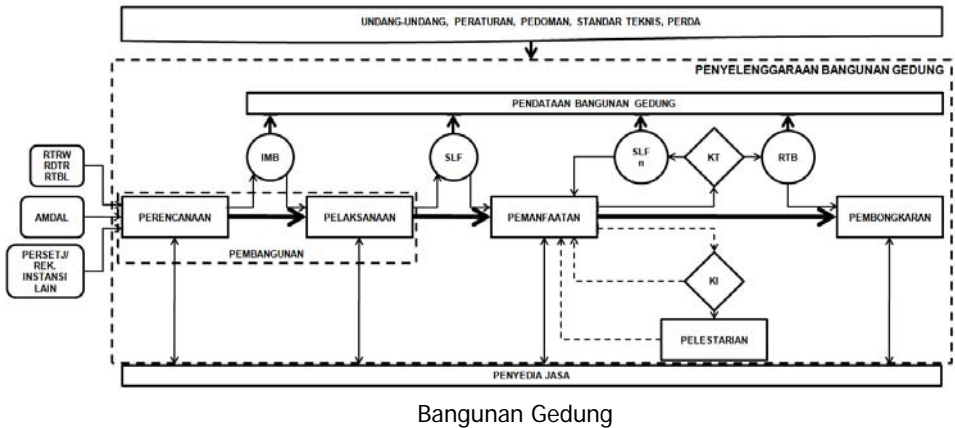 UNDANG-UNDANG, PERATURAN, PEDOMAN, STANDAR TEKNIS, PERDA
PENYELENGGARAAN BANGUNAN GEDUNG
PENDATAAN BANGUNAN GEDUNG
RTRW
RDTR
RTBL
IMB
SLF
SLF
n
KT
RTB
AMDAL
PERENCANAAN
PELAKSANAAN
PEMANFAATAN
PEMBONGKARAN
PERSETJ/
REK.
INSTANSI
LAIN
PEMBANGUNAN
KI
PELESTARIAN
PENYEDIA JASA
Bangunan Gedung